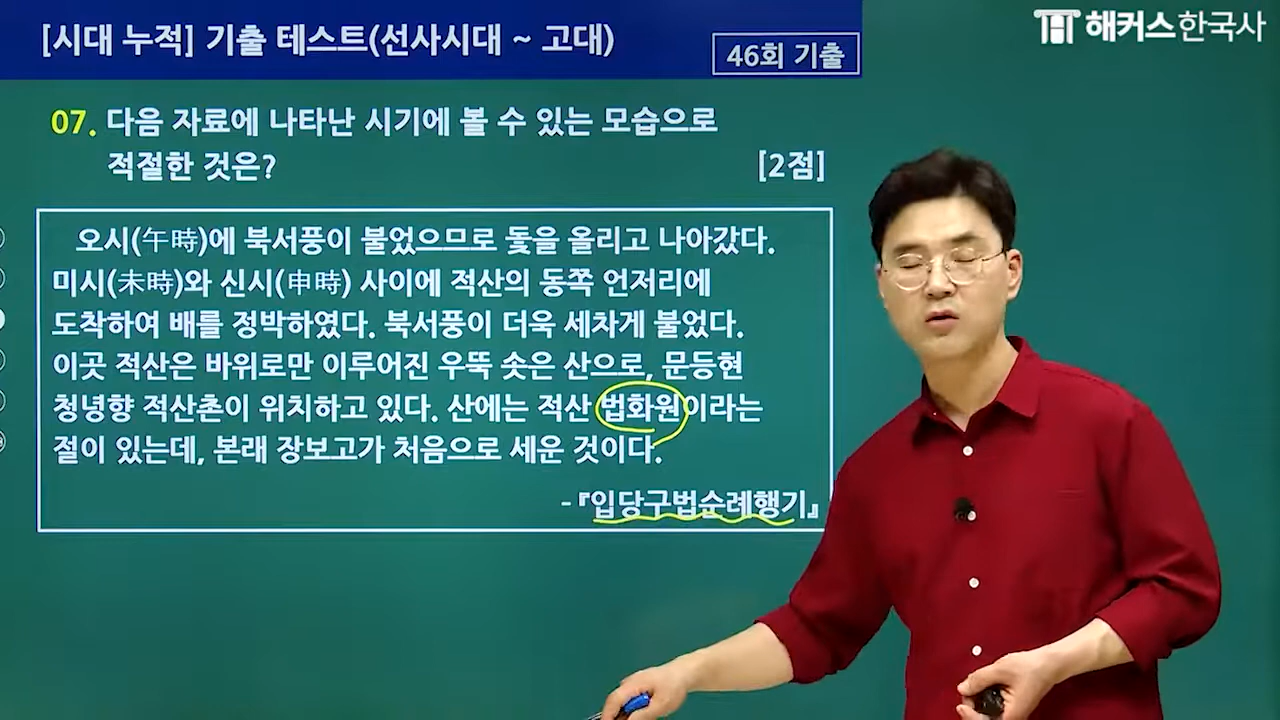 [시대 누적] 기출 테스트(선사시대 ~ 고대)
46회 기출
해커스한국사
07. 다음 자료에 나타난 시기에 볼 수 있는 모습으로
적절한 것은?
[2점]
오시(午時)에 북서풍이 불었으므로 돛을 올리고 나아갔다.
미시(未時)와 신시(申時) 사이에 적산의 동쪽 언저리에
도착하여 배를 정박하였다. 북서풍이 더욱 세차게 불었다.
이곳 적산은 바위로만 이루어진 우뚝 솟은 산으로, 문등현
청녕향 적산촌이 위치하고 있다. 산에는 적산 법화원이라는
절이 있는데, 본래 장보고가 처음으로 세운 것이다.
-『입당구법순례행기』